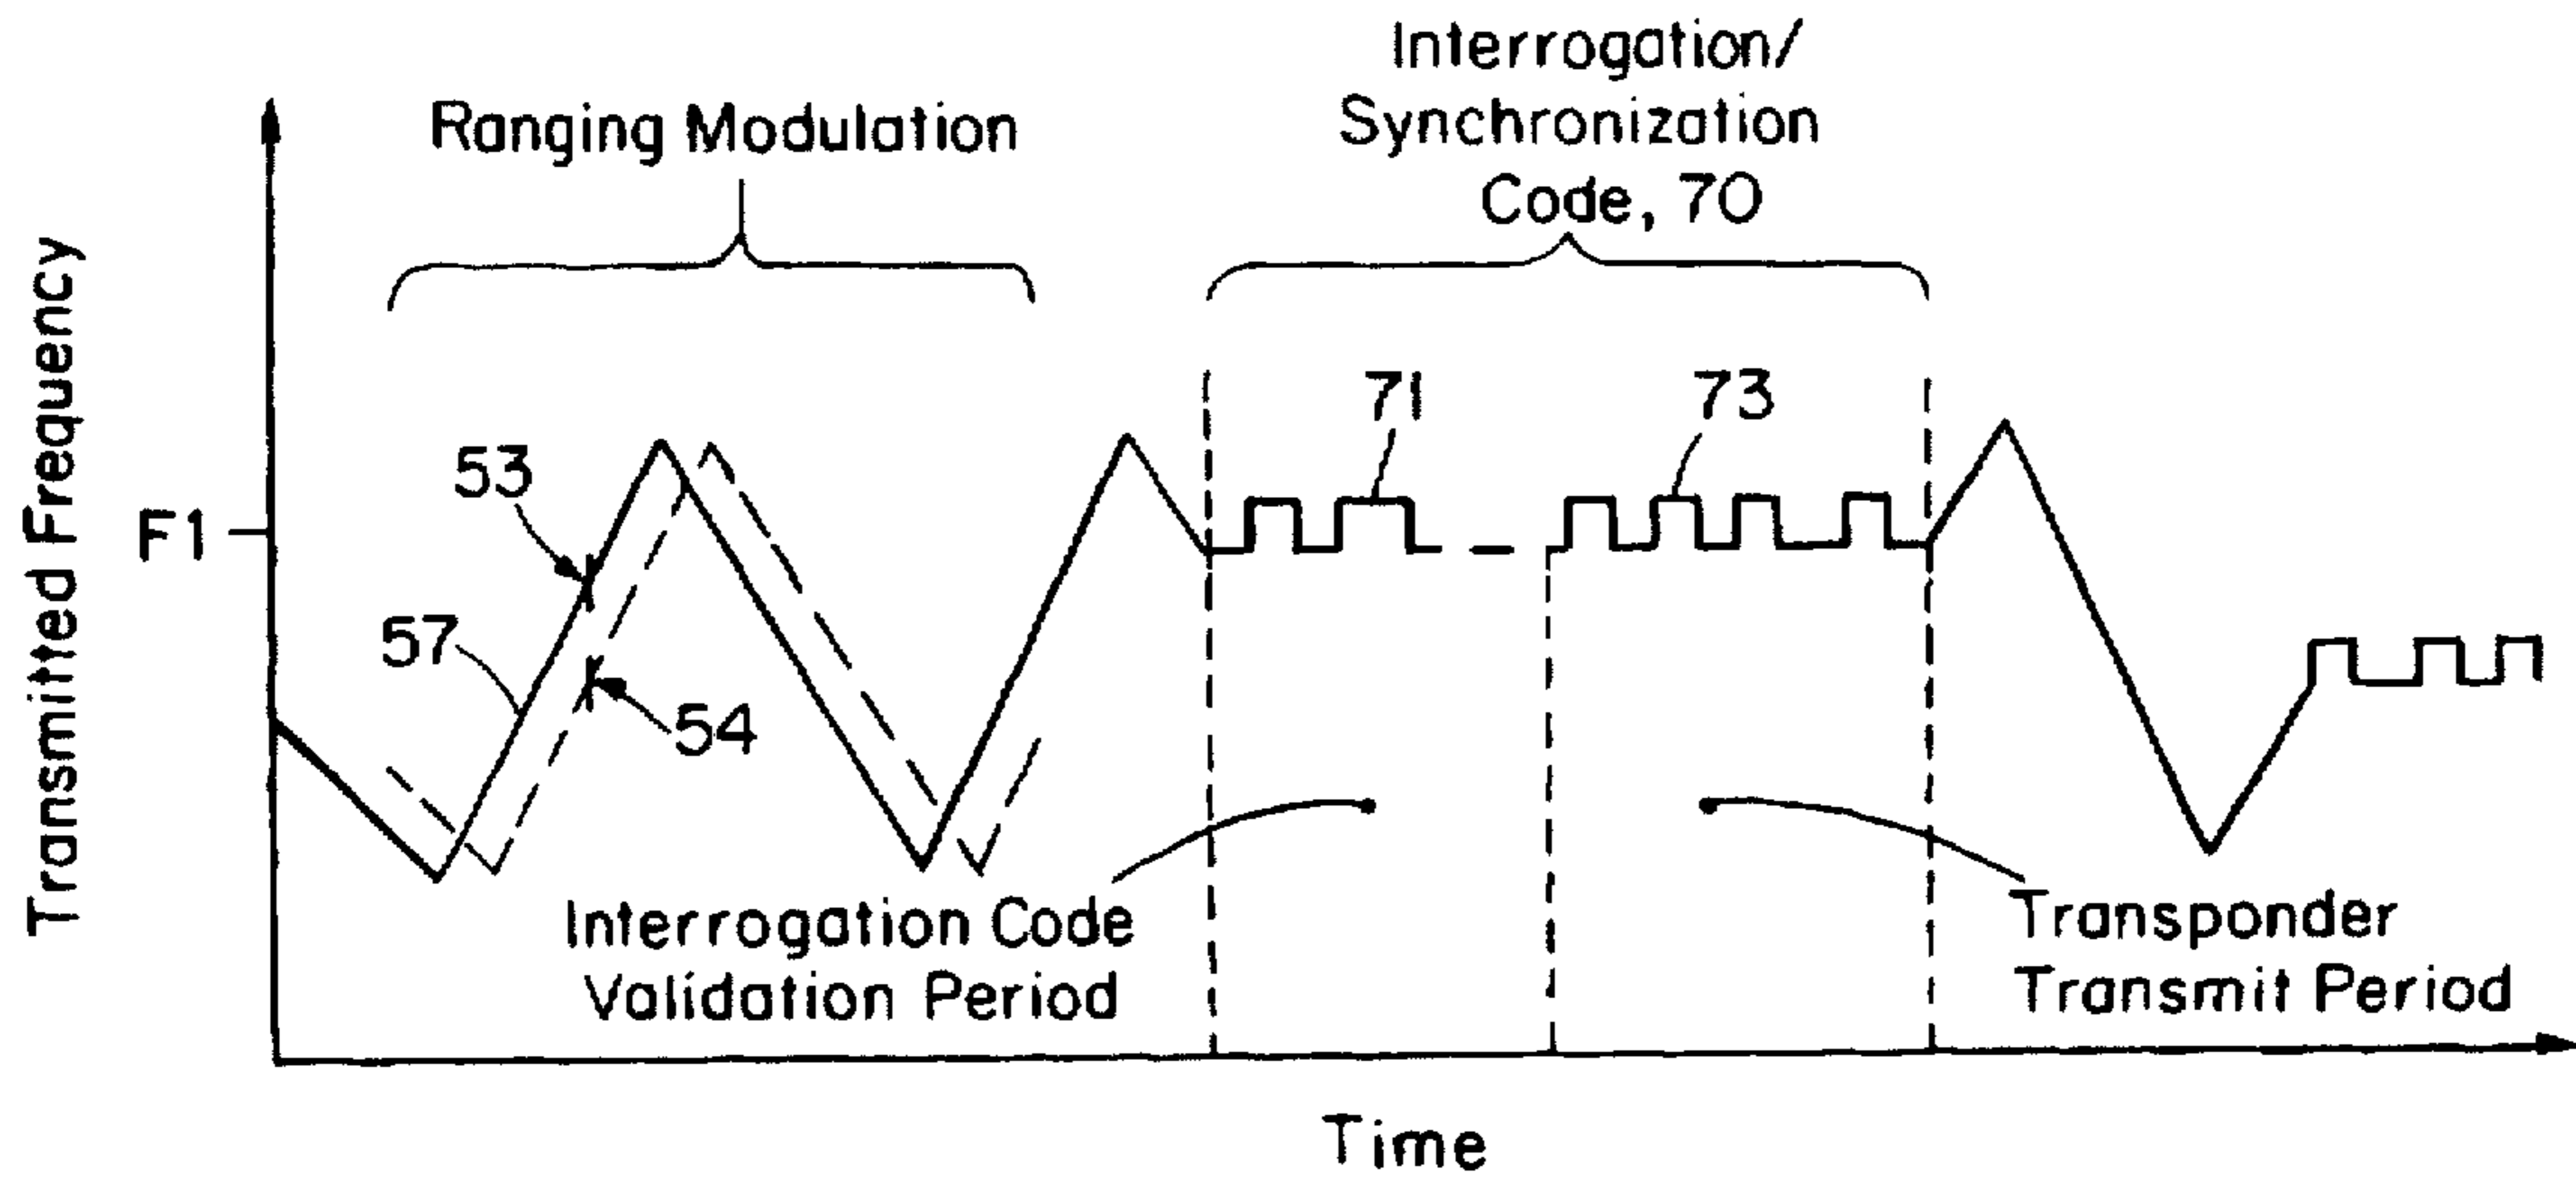 Interrogation/
Synchronization
Code, 70
Ranging Modulation
Transmitted Frequency
F1
53
57
54
71
73
Interrogation Code
Validation Period
Transponder
Transmit Period
Time